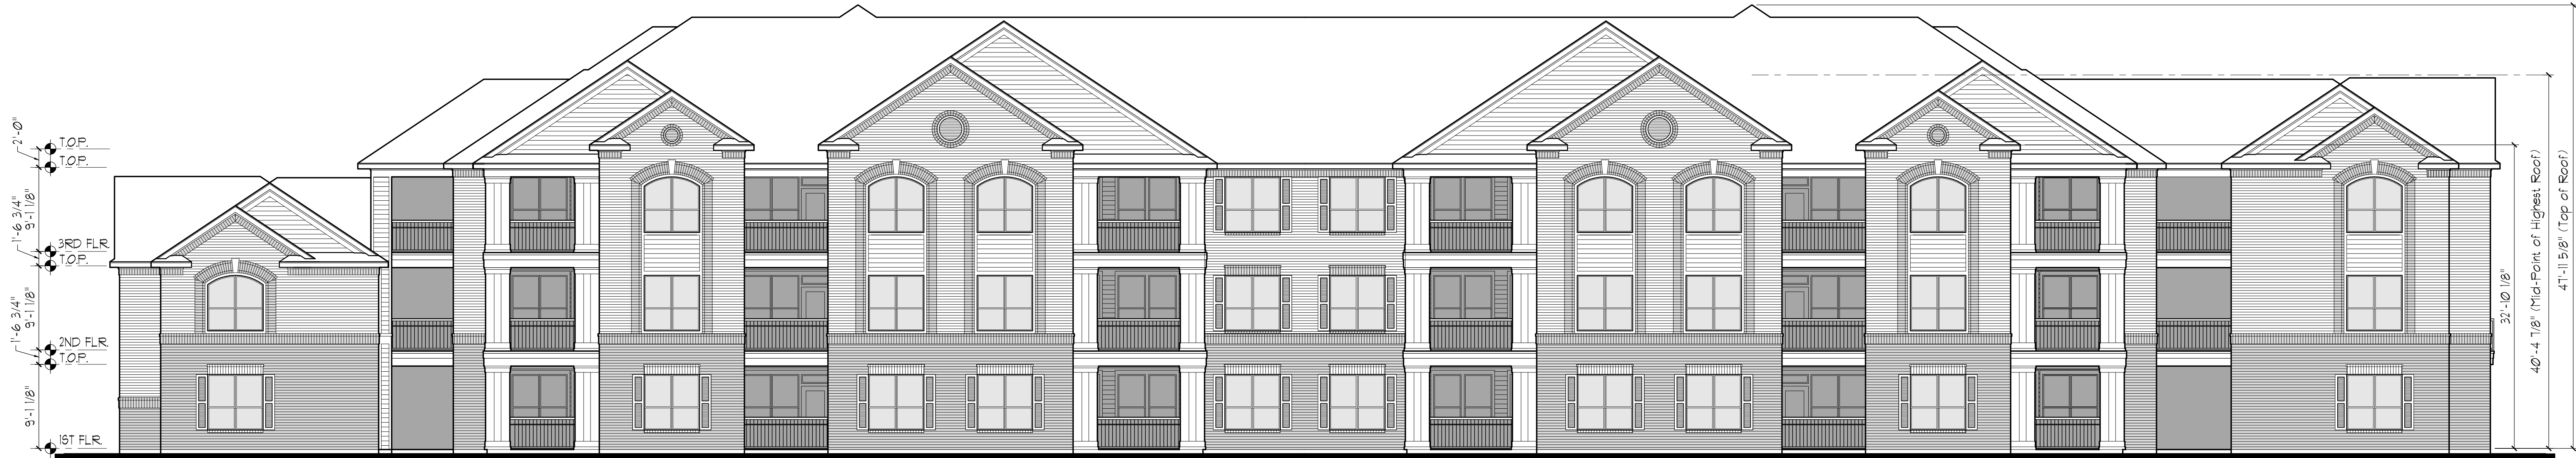 2'-0"
T.O.P.
T.O.P.
9'-1 1/8"
1'-6 3/4"
3RD FLR.
T.O.P.
9'-1 1/8"
1'-6 3/4"
2ND FLR.
T.O.P.
9'-1 1/8"
1ST FLR.
32'-10 1/8"
40'-4 7/8" (Mid-Point of Highest Roof)
47'-11 5/8" (Top of Roof)